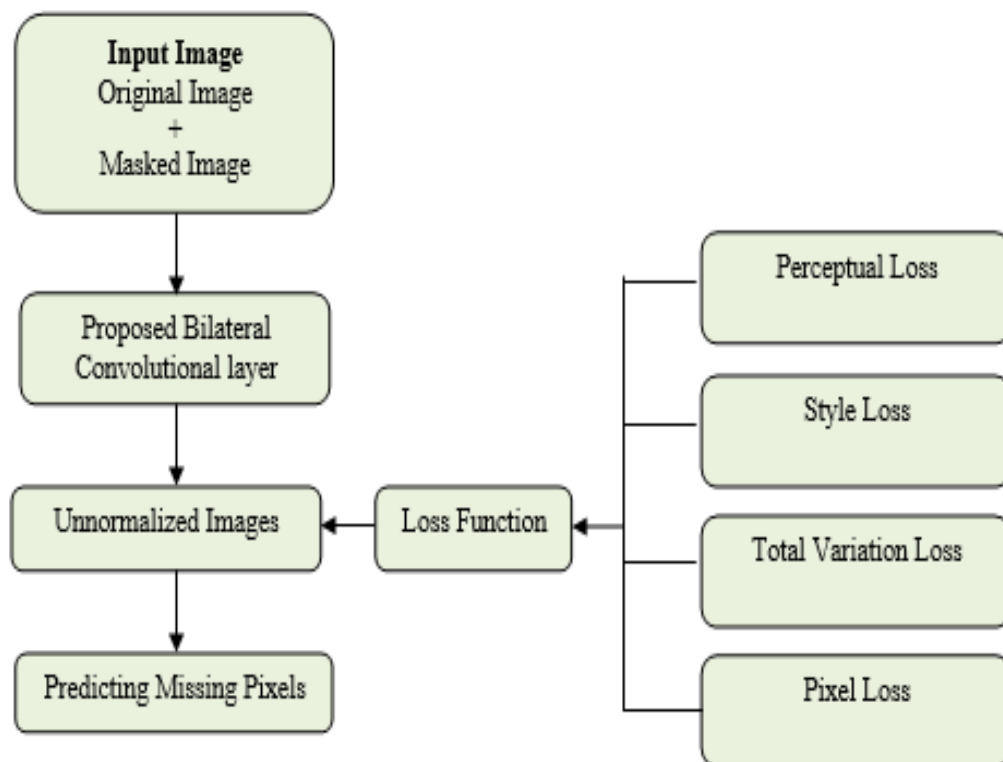 Input Image
Original Image
+
Masked Image
Proposed Bilateral
Convolutional layer
Unnormalized Images
Predicting Missing Pixels
Loss Function
Perceptual Loss
Style Loss
Total Variation Loss
Pixel Loss